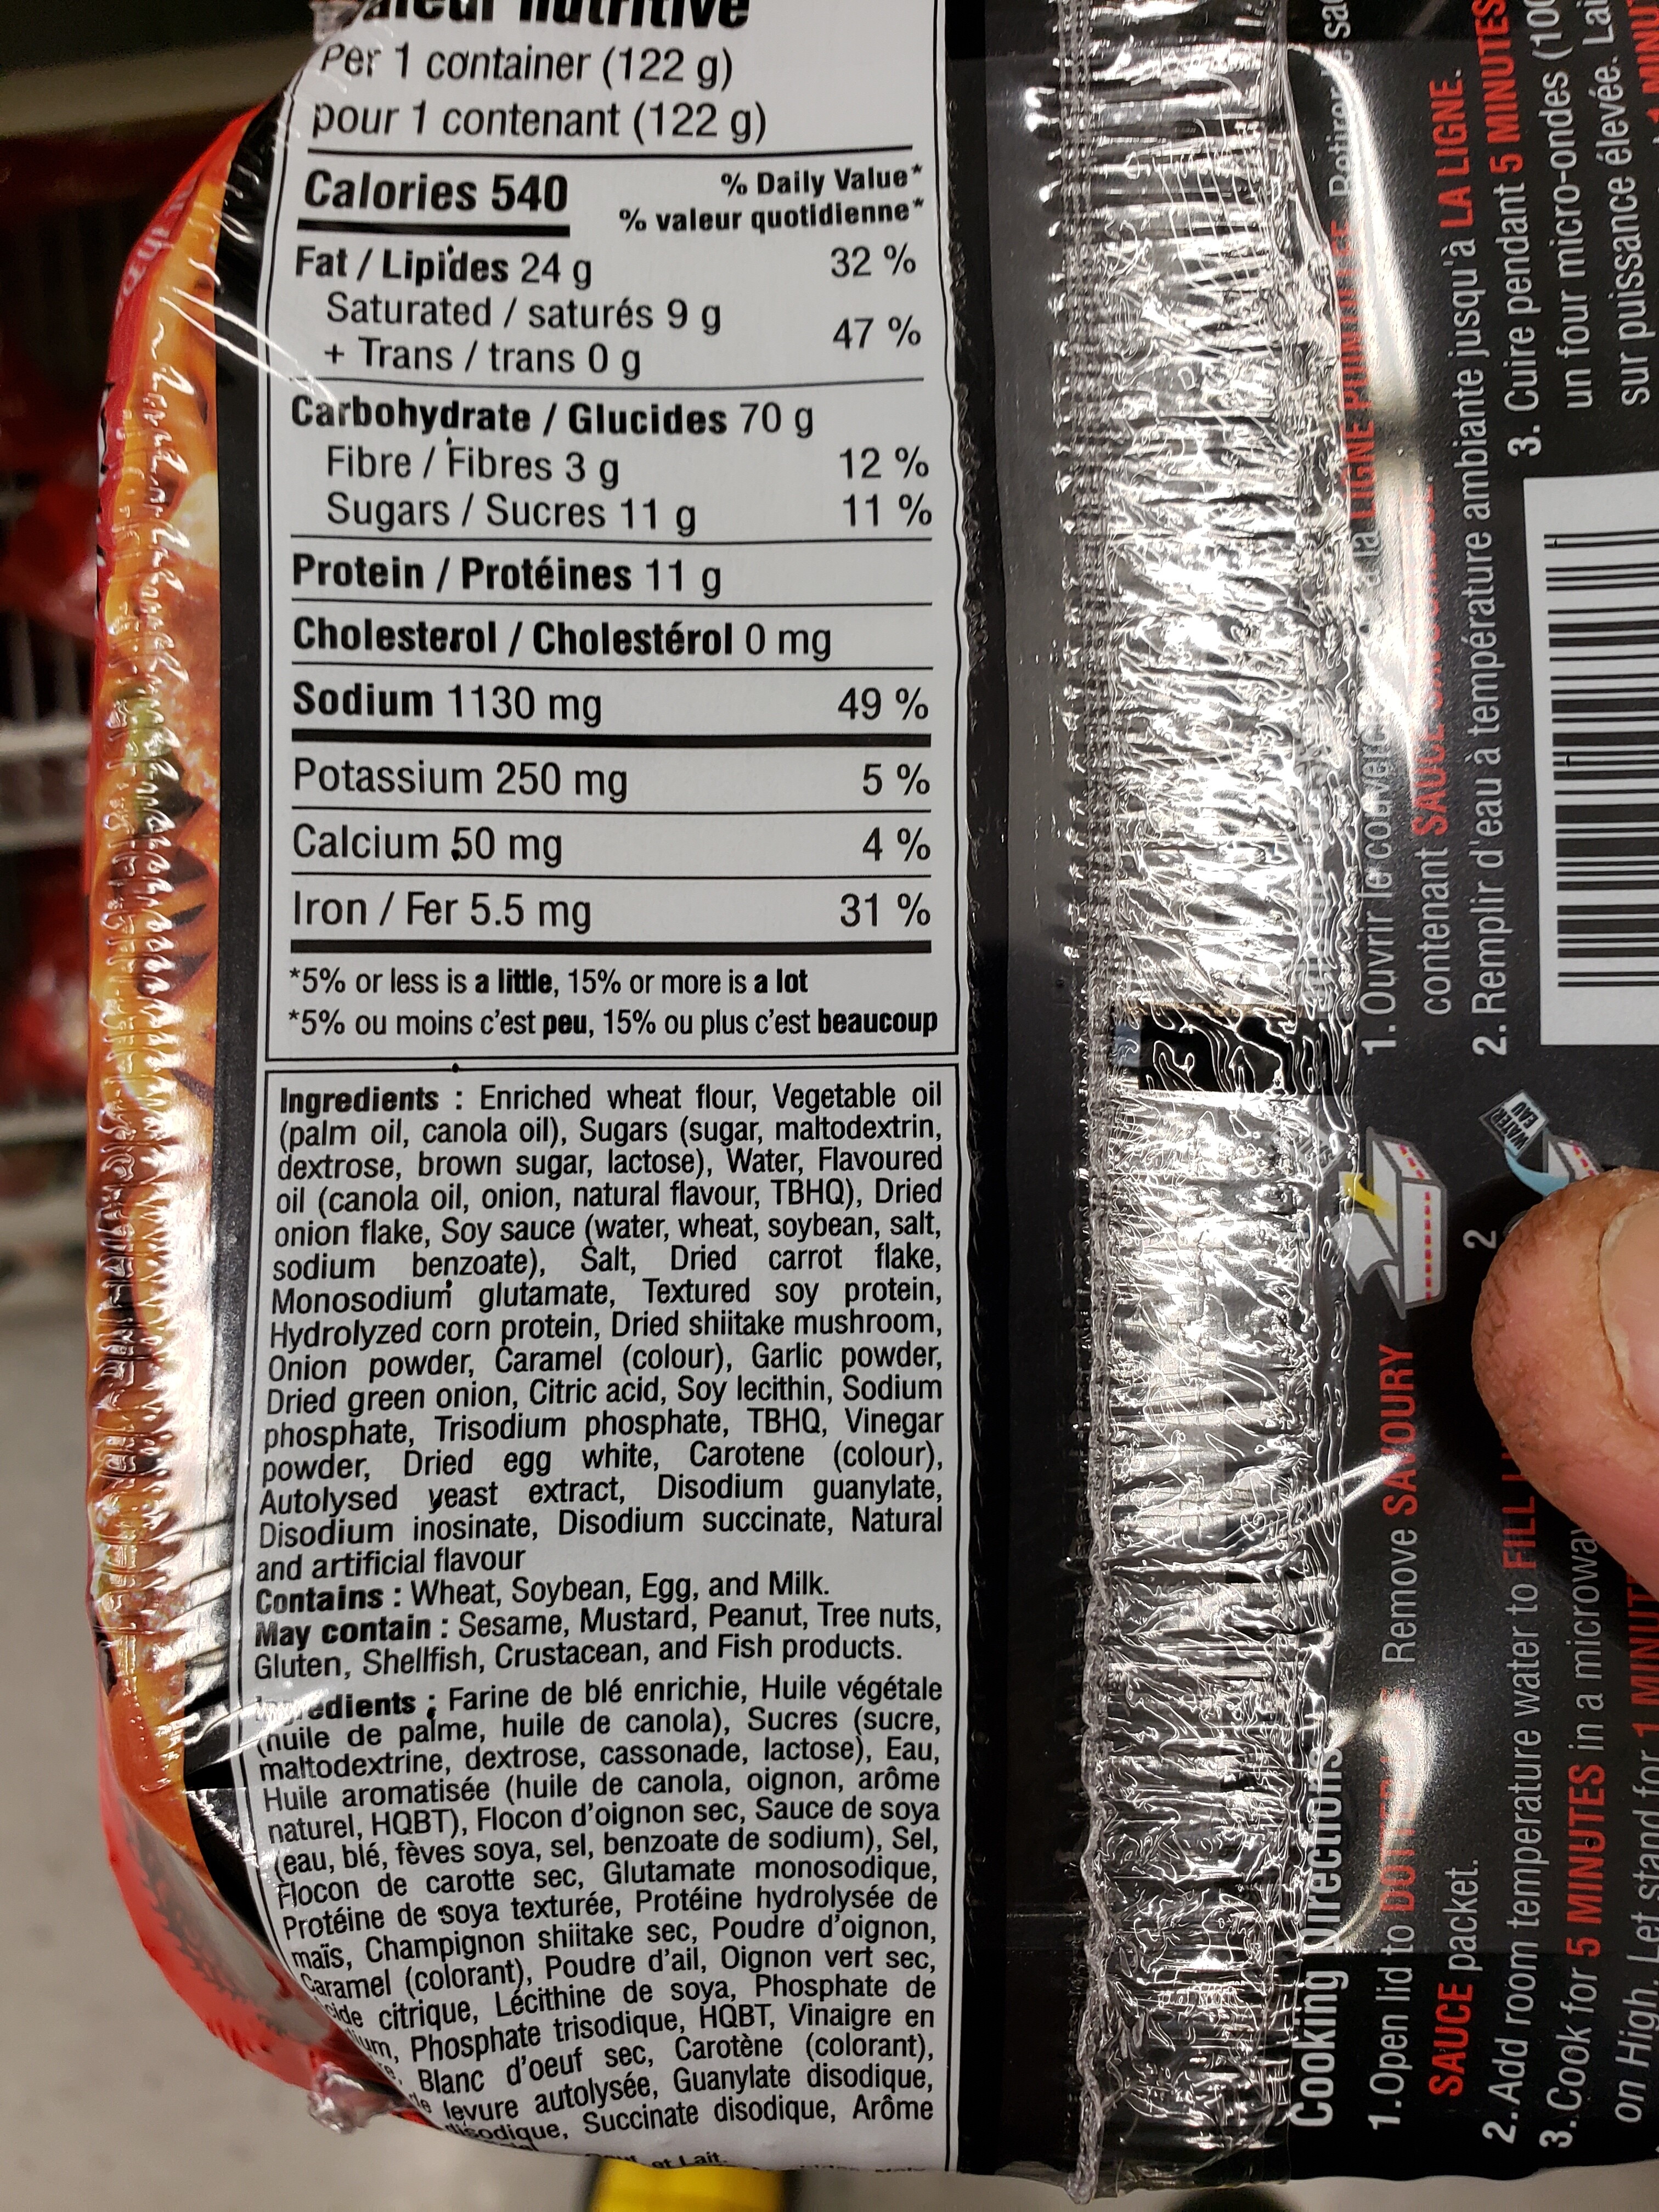 valeur nutritive
Per 1 container (122 g)
pour 1 contenant (122 g)
Calories 540
% Daily Value*
% valeur quotidienne*
Fat / Lipides 24 g 32 %
Saturated / saturés 9 g
+ Trans / trans 0 g 47 %
Carbohydrate / Glucides 70 g
Fibre / Fibres 3 g 12 %
Sugars / Sucres 11 g 11 %
Protein / Protéines 11 g
Cholesterol / Cholestérol 0 mg
Sodium 1130 mg 49 %
Potassium 250 mg 5 %
Calcium 50 mg 4 %
Iron / Fer 5.5 mg 31 %
*5% or less is a little, 15% or more is a lot
*5% ou moins c'est peu, 15% ou plus c'est beaucoup
Ingredients : Enriched wheat flour, Vegetable oil
(palm oil, canola oil), Sugars (sugar, maltodextrin,
dextrose, brown sugar, lactose), Water, Flavoured
oil (canola oil, onion, natural flavour, TBHQ), Dried
onion flake, Soy sauce (water, wheat, soybean, salt,
sodium benzoate), Salt, Dried carrot flake,
Monosodium glutamate, Textured soy protein,
Hydrolyzed corn protein, Dried shiitake mushroom,
Onion powder, Caramel (colour), Garlic powder,
Dried green onion, Citric acid, Soy lecithin, Sodium
phosphate, Trisodium phosphate, TBHQ, Vinegar
powder, Dried egg white, Carotene (colour),
Autolysed yeast extract, Disodium guanylate,
Disodium inosinate, Disodium succinate, Natural
and artificial flavour
Contains : Wheat, Soybean, Egg, and Milk.
May contain : Sesame, Mustard, Peanut, Tree nuts,
Gluten, Shellfish, Crustacean, and Fish products.
: Farine de blé enrichie, Huile végétale
(huile de palme, huile de canola), Sucres (sucre,
maltodextrine, dextrose, cassonade, lactose), Eau,
Huile aromatisée (huile de canola, oignon, arôme
naturel, HQBT), Flocon d'oignon sec, Sauce de soya
(eau, blé, fèves soya, sel, benzoate de sodium), Sel,
Flocon de carotte sec, Glutamate monosodique,
Protéine de soya texturée, Protéine hydrolysée de
maïs, Champignon shiitake sec, Poudre d'oignon,
Caramel (colorant), Poudre d'ail, Oignon vert sec,
citrique, Lécithine de soya, Phosphate de
Phosphate trisodique, HQBT, Vinaigre en
Blanc d'oeuf sec, Carotène (colorant),
levure autolysée, Guanylate disodique,
Succinate disodique, Arôme
et Lait.
Cooking Directions
1. Open lid to Remove SAVOURY
SAUCE packet.
2. Add room temperature water to FILL
3. Cook for 5 MINUTES in a microwave
on High. Let stand for 1 MINUTE
2
WATER
EAU
1. Ouvrir le couvercle à la LIGNE POINTILLÉE. Retirer le
contenant SAUCE
2. Remplir d'eau à température ambiante jusqu'à LA LIGNE.
3. Cuire pendant 5 MINUTES
un four micro-ondes
sur puissance élevée.